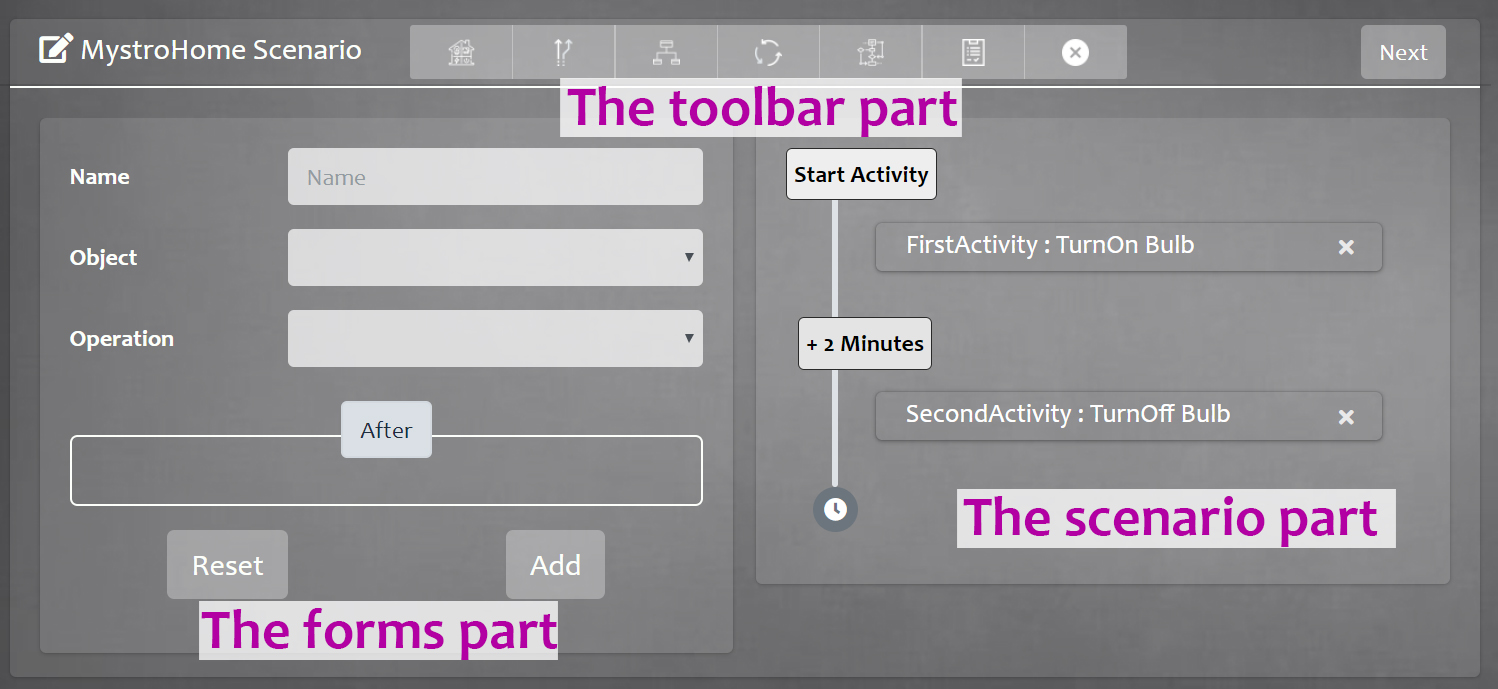 MystroHome Scenario
Next
The toolbar part
Name
Name
Object
Operation
After
Reset
Add
The forms part
Start Activity
FirstActivity : TurnOn Bulb
+ 2 Minutes
SecondActivity : TurnOff Bulb
The scenario part